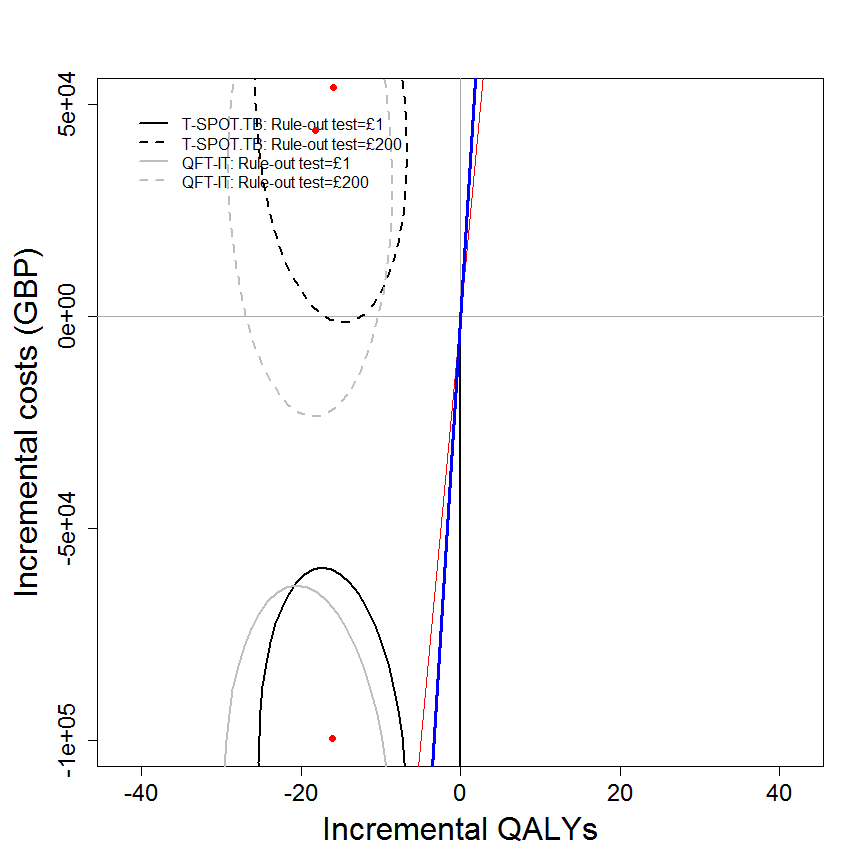 5e+04
T-SPOT.TB: Rule-out test=£1
T-SPOT.TB: Rule-out test=£200
QFT-IT: Rule-out test=£1
QFT-IT: Rule-out test=£200
0e+00
Incremental costs (GBP)
-5e+04
-1e+05
-40 -20 0 20 40
Incremental QALYs